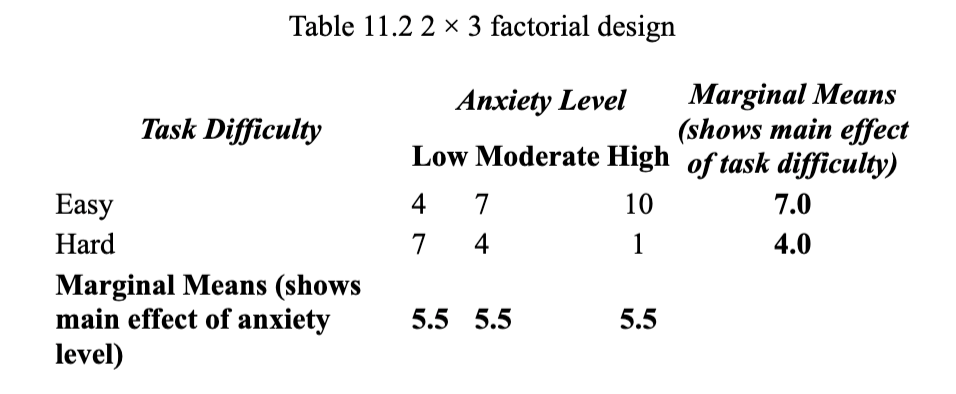 Table 11.2 2 × 3 factorial design
Task Difficulty
Anxiety Level
Marginal Means
(shows main effect
of task difficulty)
Low Moderate High
Easy 4 7 10 7.0
Hard 7 4 1 4.0
Marginal Means (shows
main effect of anxiety
level)
5.5 5.5 5.5